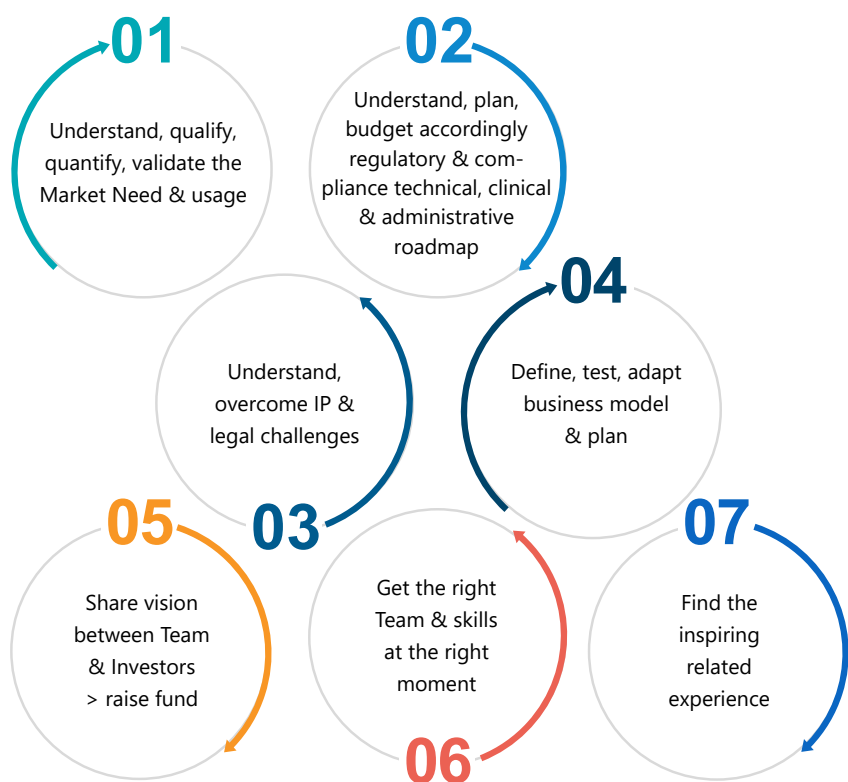 01
Understand, qualify,
quantify, validate the
Market Need & usage
02
Understand, plan,
budget accordingly
regulatory & com-
pliance technical, clinical
& administrative
roadmap
03
Understand,
overcome IP &
legal challenges
04
Define, test, adapt
business model
& plan
05
Share vision
between Team
& Investors
> raise fund
06
Get the right
Team & skills
at the right
moment
07
Find the
inspiring
related
experience